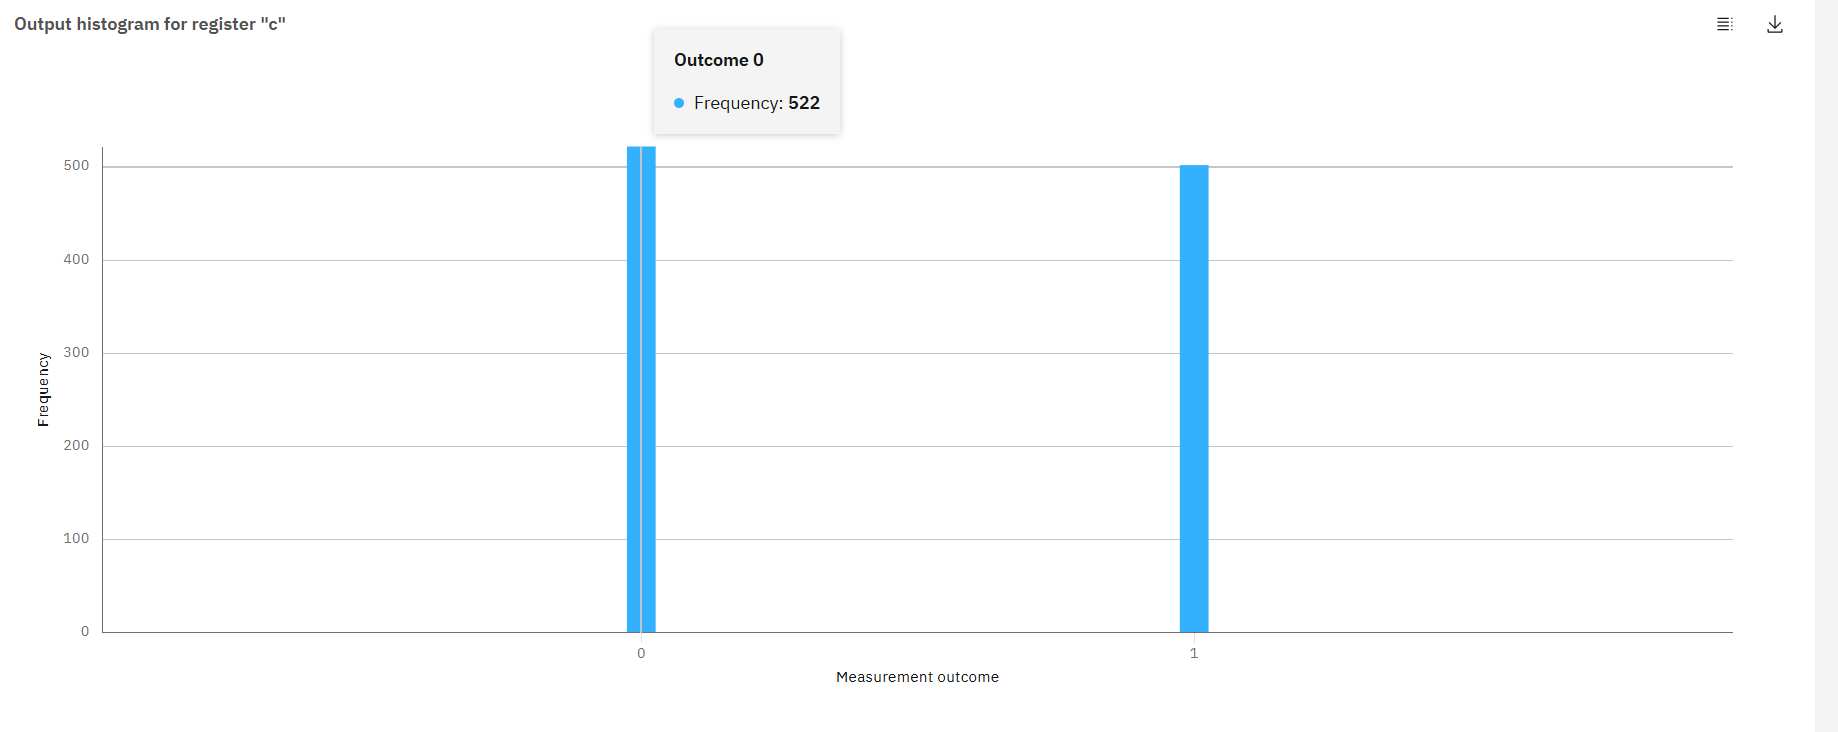 Output histogram for register "c"
Outcome 0
Frequency: 522
500
400
300
200
100
0
Frequency
0
1
Measurement outcome